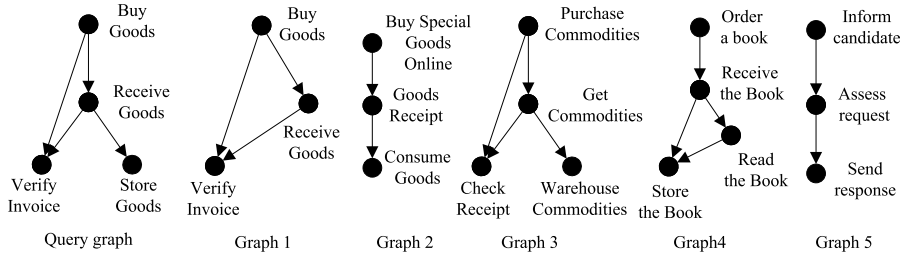 Buy
Goods
Receive
Goods
Verify
Invoice
Store
Goods
Query graph
Buy
Goods
Receive
Goods
Verify
Invoice
Graph 1
Buy Special
Goods
Online
Goods
Receipt
Consume
Goods
Graph 2
Purchase
Commodities
Get
Commodities
Check
Receipt
Warehouse
Commodities
Graph 3
Order
a book
Receive
the Book
Read
the Book
Store
the Book
Graph4
Inform
candidate
Assess
request
Send
response
Graph 5